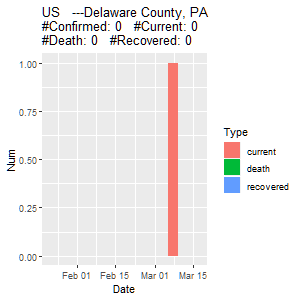 US   ---Delaware County, PA
#Confirmed: 0   #Current: 0
#Death: 0   #Recovered: 0
1.00
0.75
0.50
0.25
0.00
Num
Feb 01
Feb 15
Mar 01
Mar 15
Date
Type
current
death
recovered